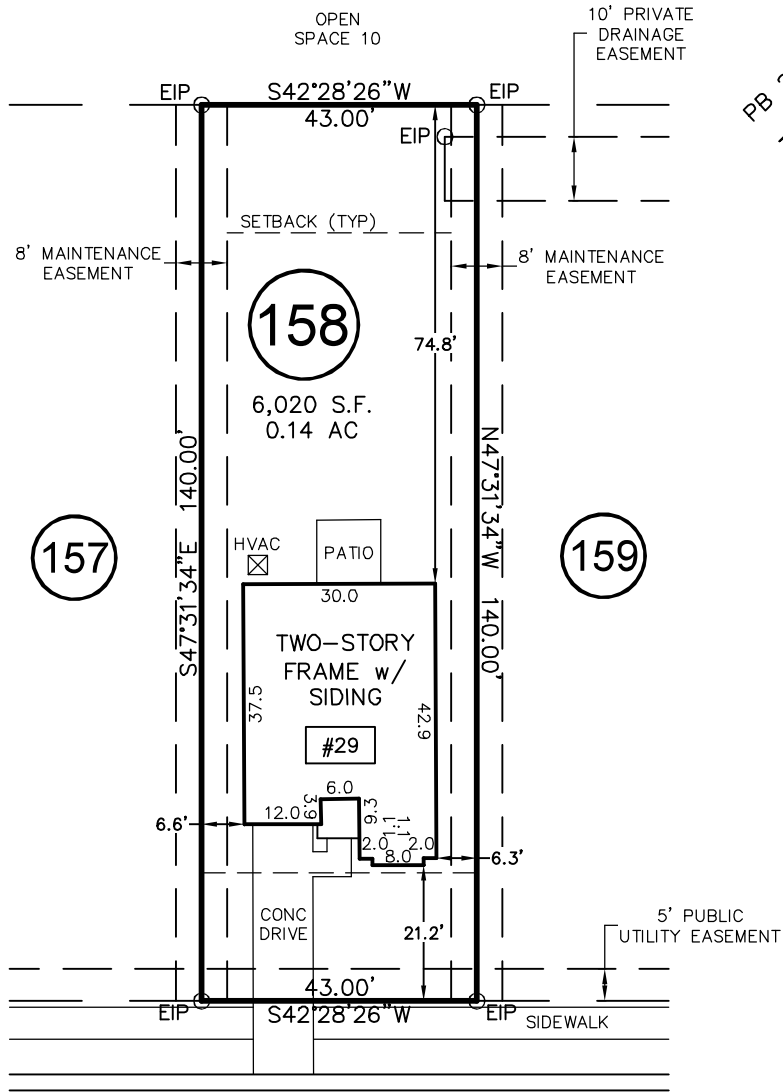 OPEN
SPACE 10
10' PRIVATE
DRAINAGE
EASEMENT
PB
EIP
S42°28'26"W
EIP
43.00'
EIP
SETBACK (TYP)
8' MAINTENANCE
EASEMENT
8' MAINTENANCE
EASEMENT
158
74.8'
6,020 S.F.
0.14 AC
S47°31'34"E 140.00'
N47°31'34"W 140.00'
157
HVAC
PATIO
159
30.0
TWO-STORY
FRAME w/
SIDING
37.5
42.9
#29
6.0
3.9
9.3
12.0
1.1
1.1
2.0
2.0
8.0
6.6'
6.3'
CONC
DRIVE
21.2'
5' PUBLIC
UTILITY EASEMENT
43.00'
EIP
S42°28'26"W
EIP
SIDEWALK